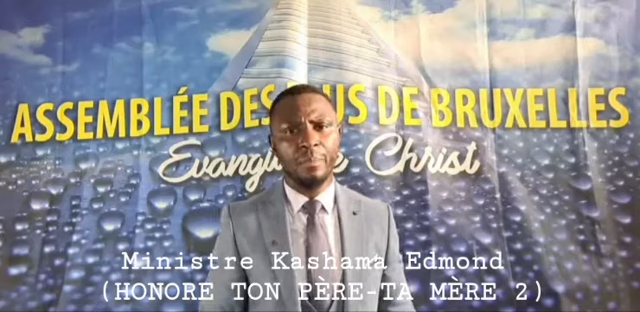 ASSEMBLÉE DES DE BRUXELLES
Christ
Ministre Kashama Edmond
(HONORE TON PÈRE-TA MÈRE 2)